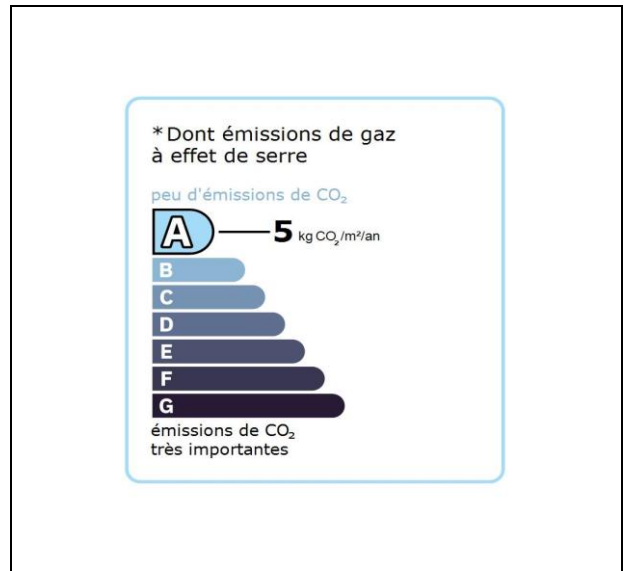 *Dont émissions de gaz
à effet de serre
peu d'émissions de CO₂
A 5 kg CO₂/m²/an
B
C
D
E
F
G
émissions de CO₂
très importantes